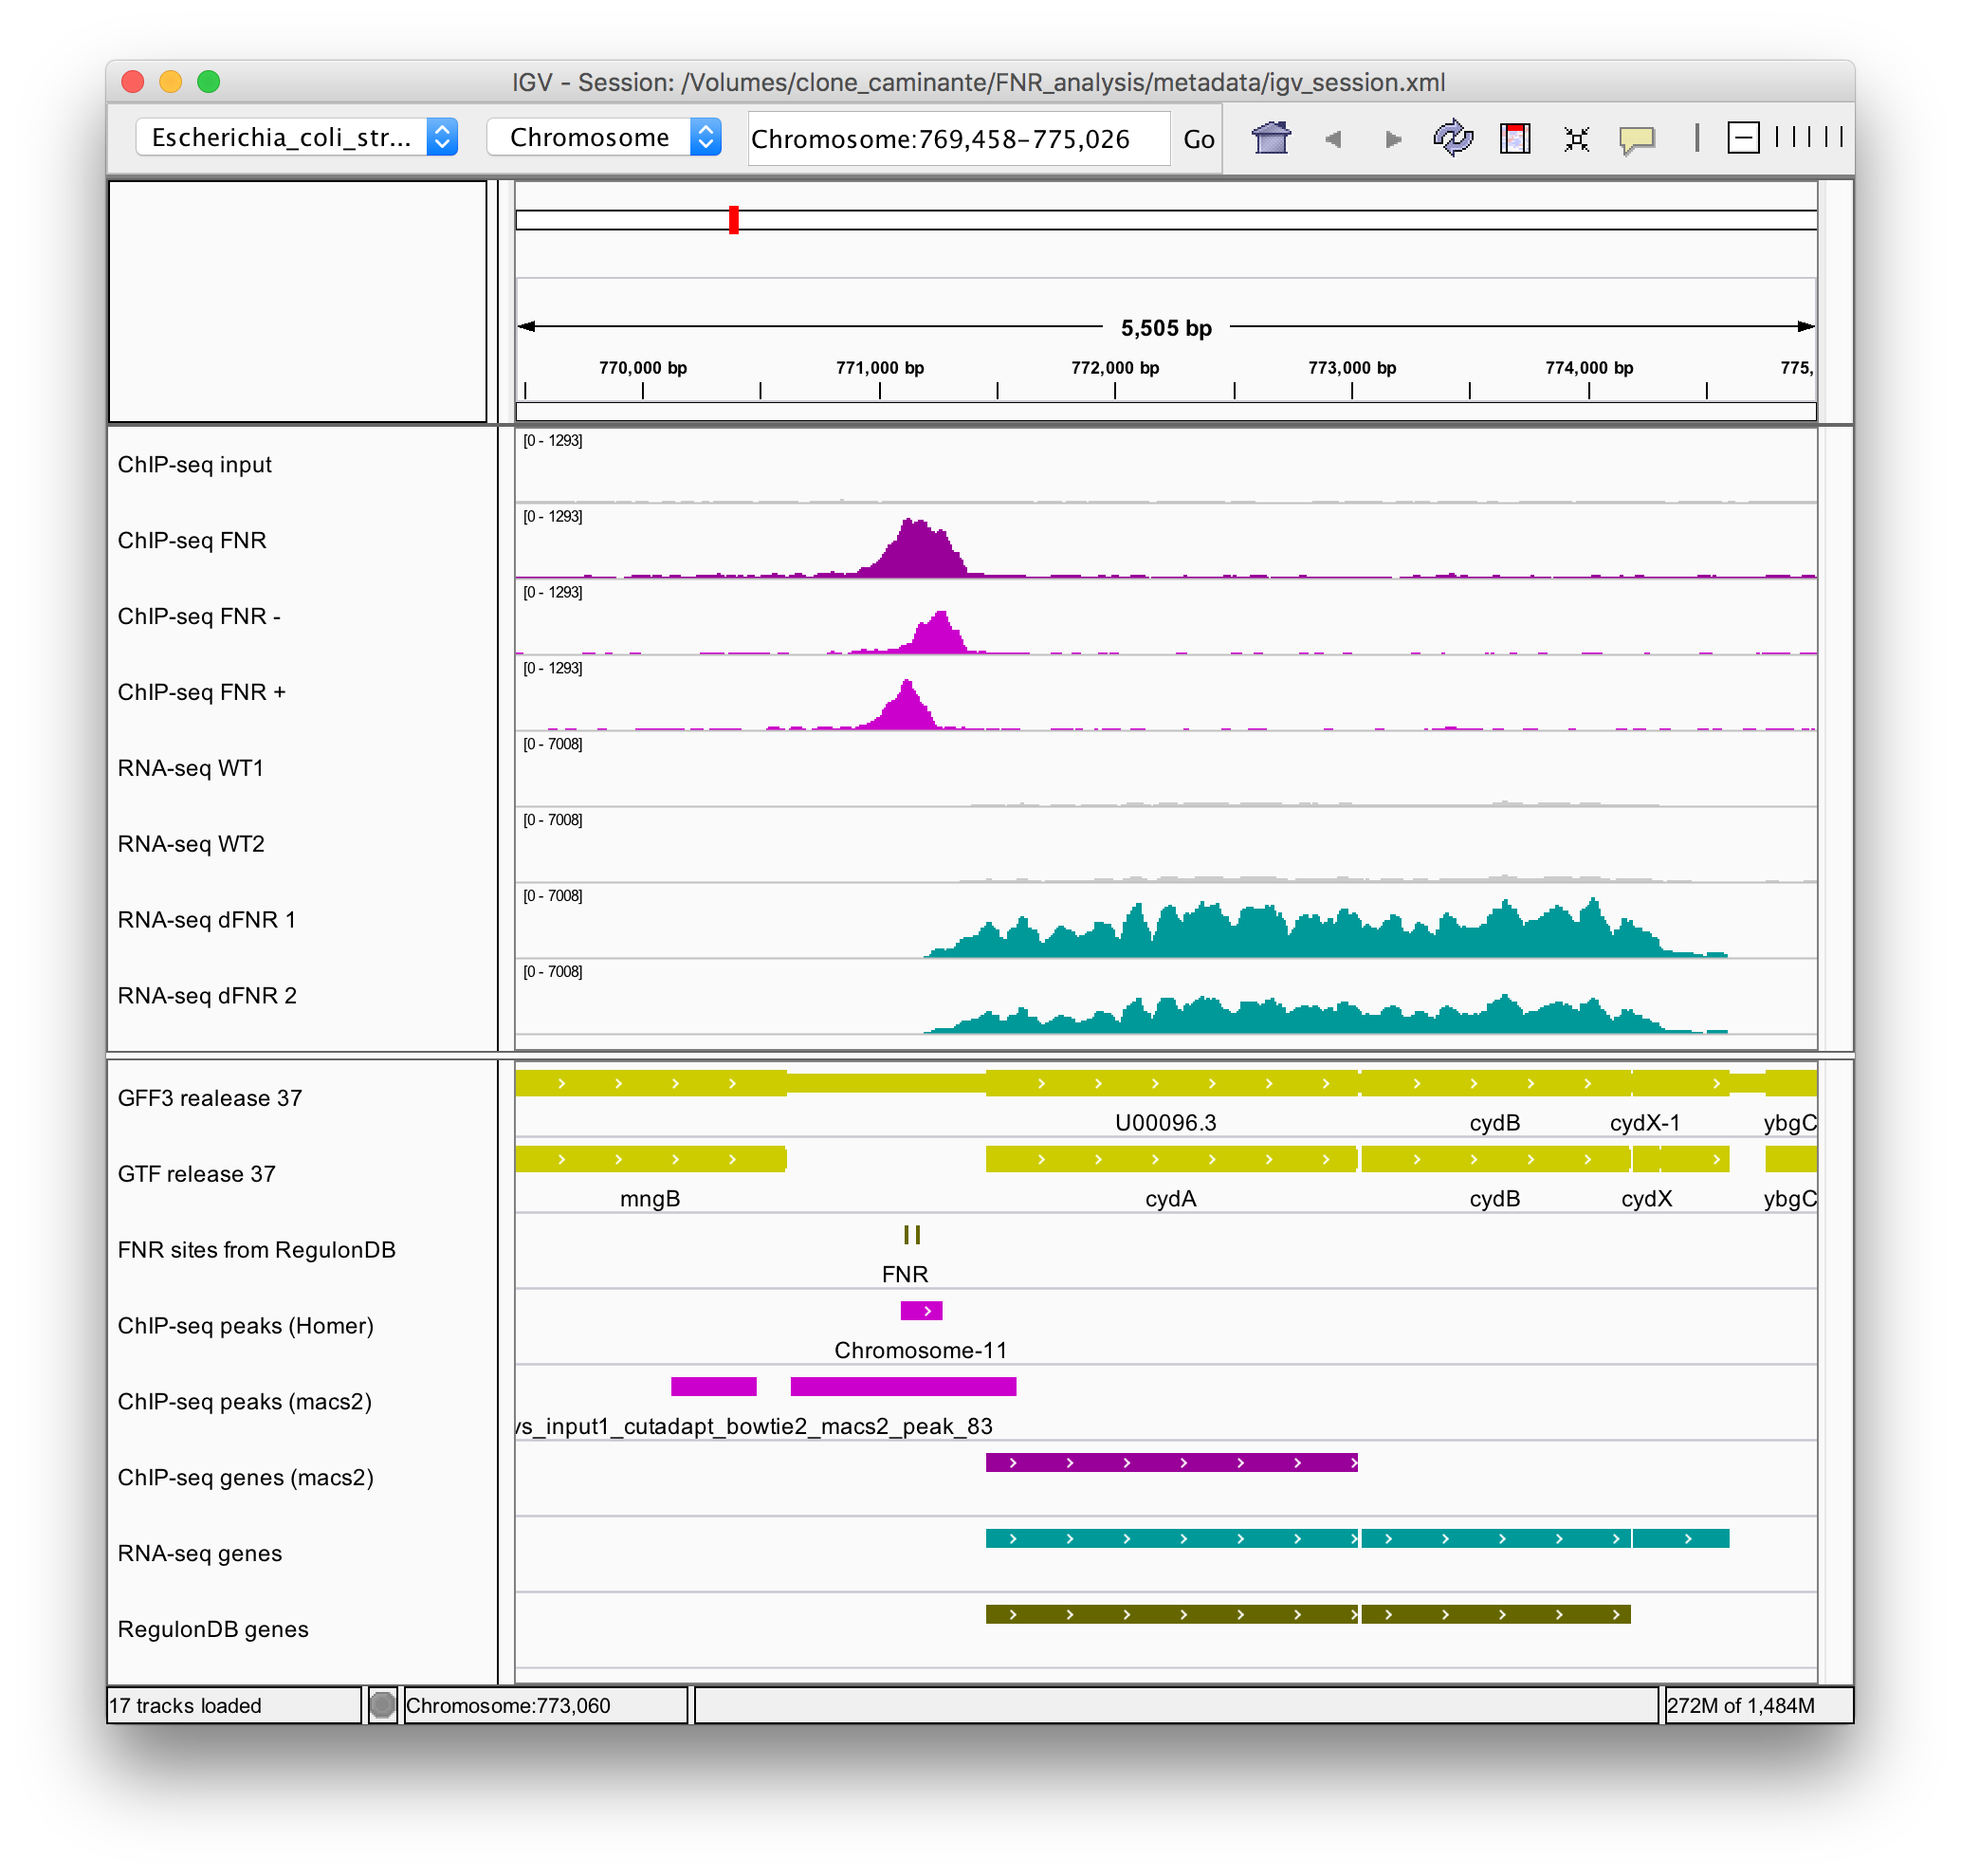 IGV - Session: /Volumes/clone_caminante/FNR_analysis/metadata/igv_session.xml
Escherichia_coli_str... Chromosome Chromosome:769,458-775,026 Go
5,505 bp
770,000 bp 771,000 bp 772,000 bp 773,000 bp 774,000 bp 775,
ChIP-seq input [0 - 1293]
ChIP-seq FNR [0 - 1293]
ChIP-seq FNR - [0 - 1293]
ChIP-seq FNR + [0 - 1293]
RNA-seq WT1 [0 - 7008]
RNA-seq WT2 [0 - 7008]
RNA-seq dFNR 1 [0 - 7008]
RNA-seq dFNR 2 [0 - 7008]
GFF3 realease 37
U00096.3 cydB cydX-1 ybgC
GTF release 37
mngB cydA cydB cydX ybgC
FNR sites from RegulonDB
FNR
ChIP-seq peaks (Homer)
Chromosome-11
ChIP-seq peaks (macs2)
vs_input1_cutadapt_bowtie2_macs2_peak_83
ChIP-seq genes (macs2)
RNA-seq genes
RegulonDB genes
17 tracks loaded Chromosome:773,060 272M of 1,484M